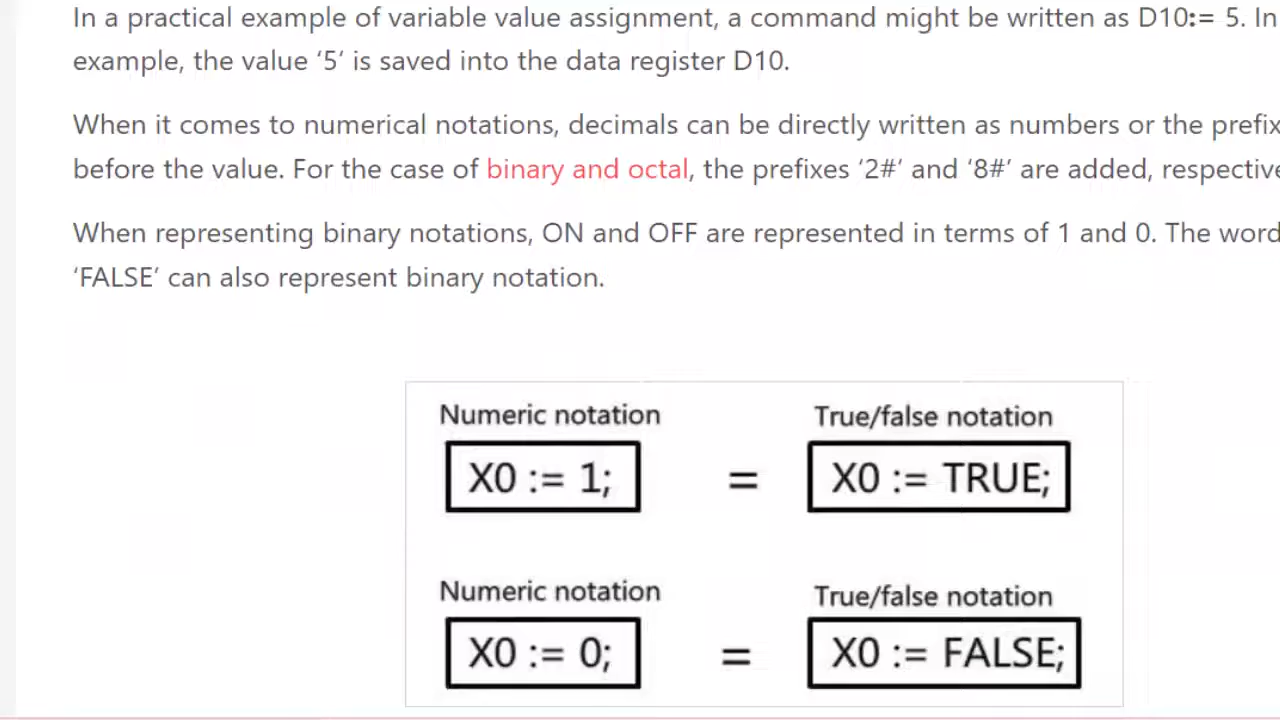 In a practical example of variable value assignment, a command might be written as D10:= 5. In
example, the value ‘5’ is saved into the data register D10.
When it comes to numerical notations, decimals can be directly written as numbers or the prefix
before the value. For the case of binary and octal, the prefixes ‘2#’ and ‘8#’ are added, respective
When representing binary notations, ON and OFF are represented in terms of 1 and 0. The word
‘FALSE’ can also represent binary notation.
Numeric notation True/false notation
X0 := 1; = X0 := TRUE;
Numeric notation True/false notation
X0 := 0; = X0 := FALSE;